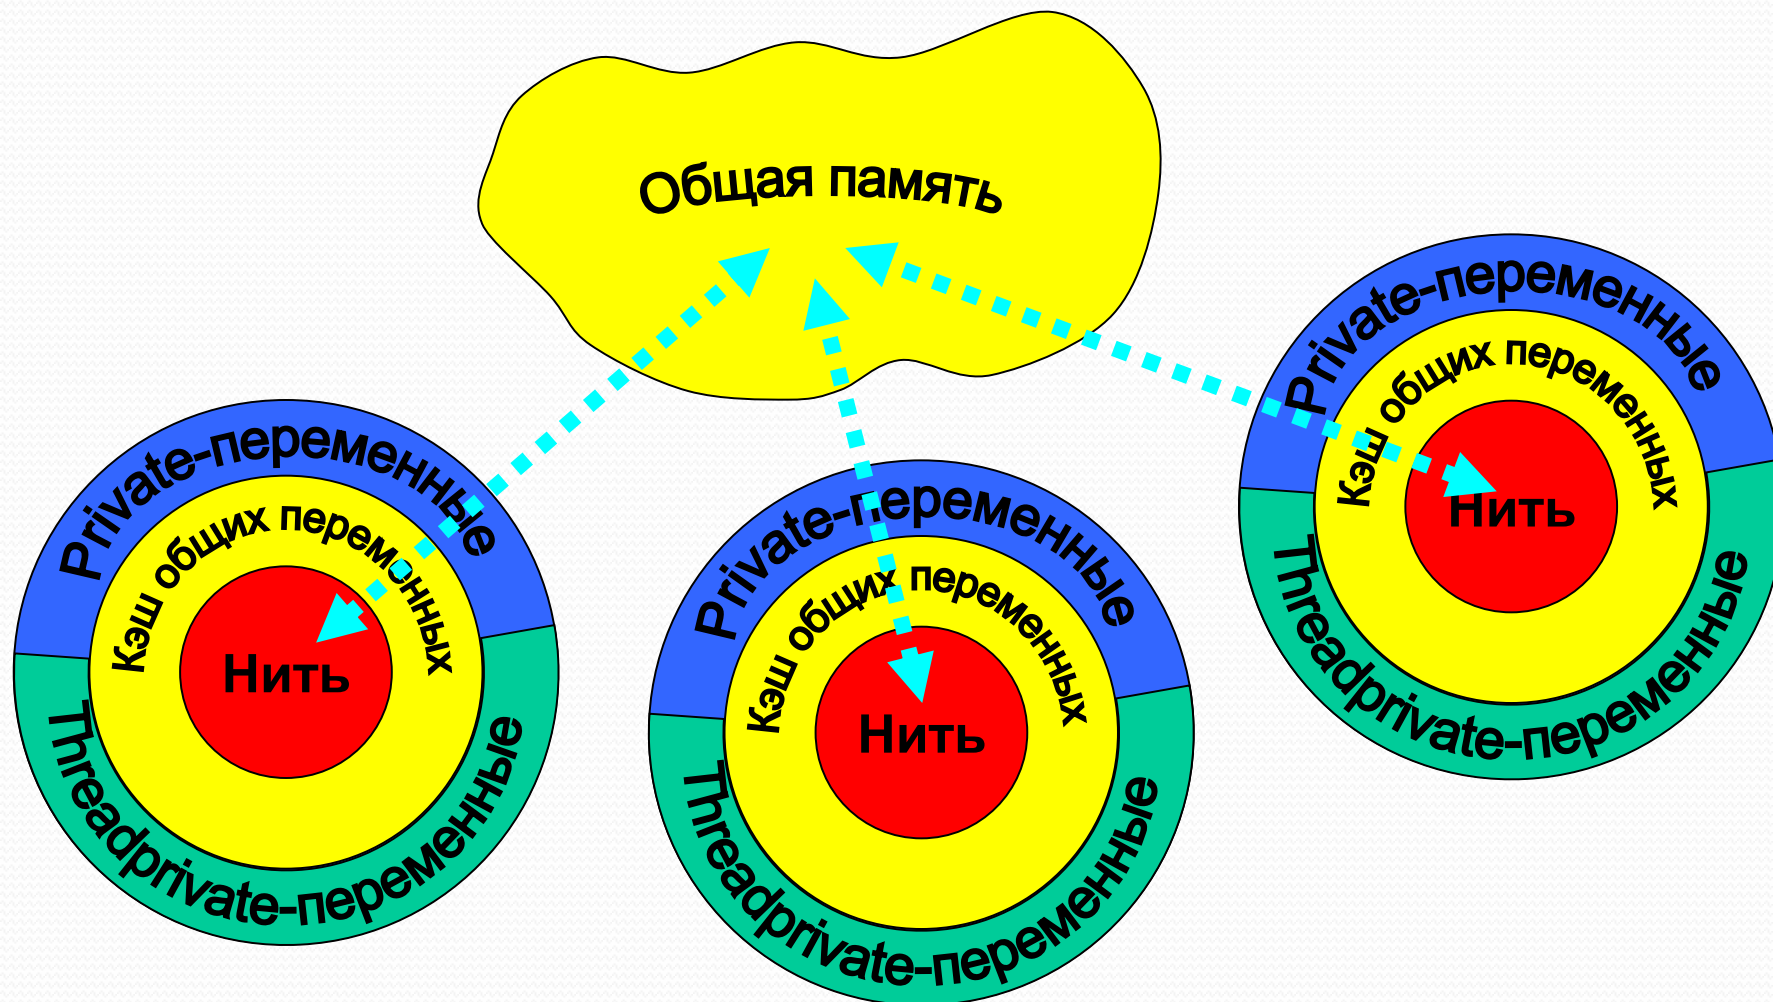 Общая память
Private-переменные
Кэш общих переменных
Нить
Threadprivate-переменные
Private-переменные
Кэш общих переменных
Нить
Threadprivate-переменные
Private-переменные
Кэш общих переменных
Нить
Threadprivate-переменные